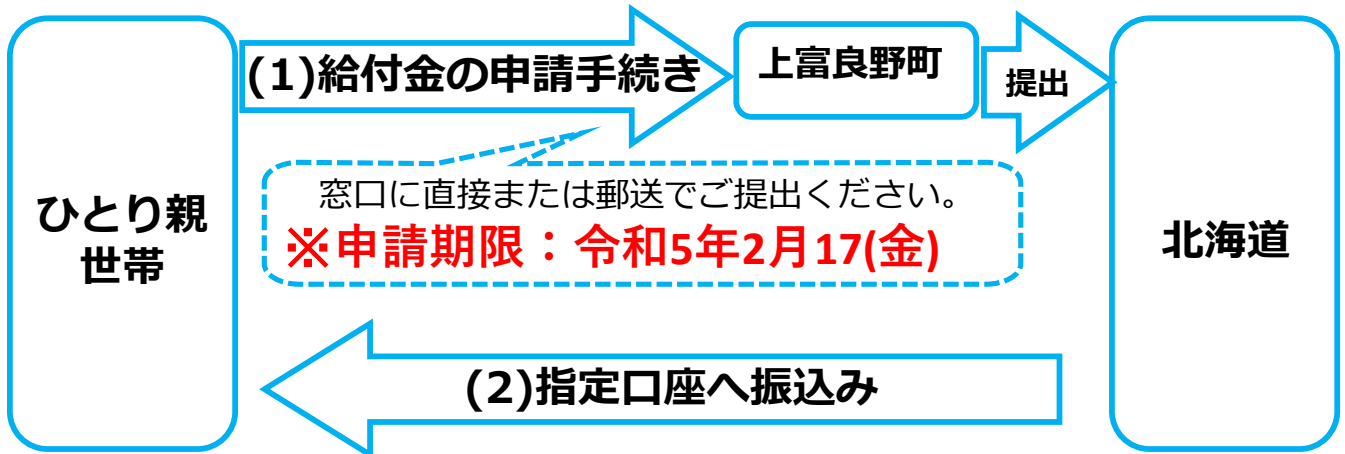 (1)給付金の申請手続き
上富良野町
提出
窓口に直接または郵送でご提出ください。
※申請期限：令和5年2月17(金)
ひとり親
世帯
北海道
(2)指定口座へ振込み